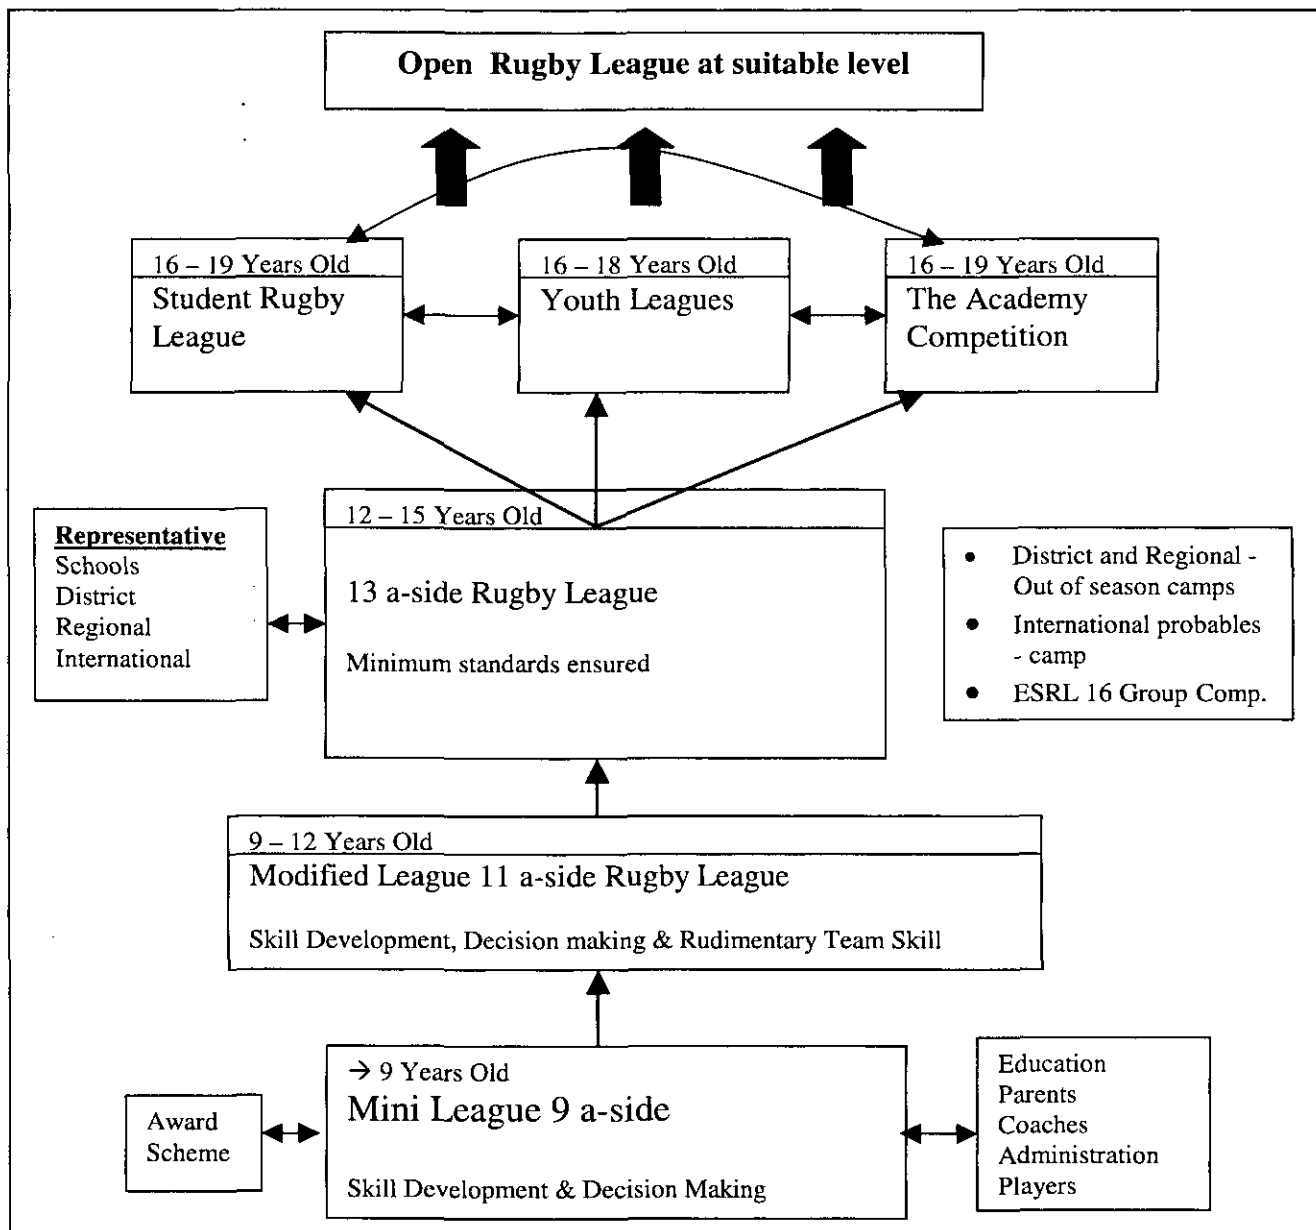 Open Rugby League at suitable level
16 – 19 Years Old
Student Rugby
League
16 – 18 Years Old
Youth Leagues
16 – 19 Years Old
The Academy
Competition
Representative
Schools
District
Regional
International
12 – 15 Years Old
13 a-side Rugby League
Minimum standards ensured
● District and Regional -
Out of season camps
● International probables
- camp
● ESRL 16 Group Comp.
9 – 12 Years Old
Modified League 11 a-side Rugby League
Skill Development, Decision making & Rudimentary Team Skill
Award
Scheme
→ 9 Years Old
Mini League 9 a-side
Skill Development & Decision Making
Education
Parents
Coaches
Administration
Players